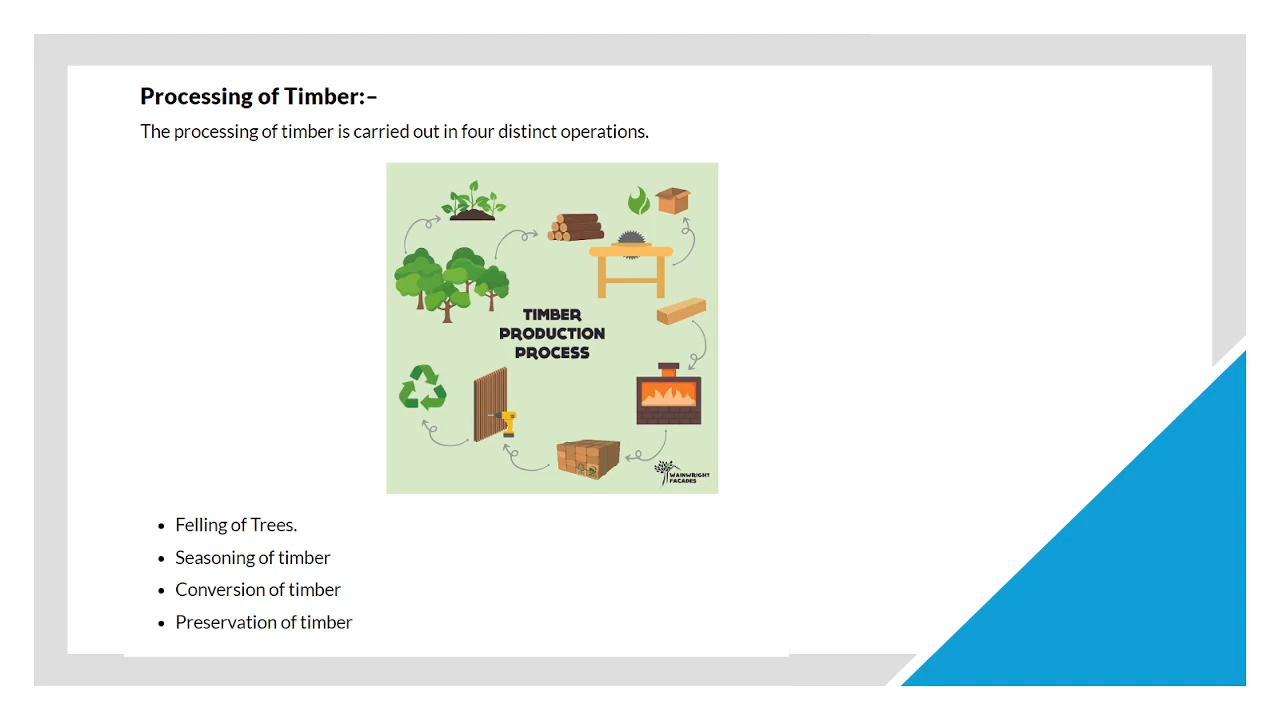 Processing of Timber:–
The processing of timber is carried out in four distinct operations.
TIMBER
PRODUCTION
PROCESS
WAINWRIGHT
FACADES
• Felling of Trees.
• Seasoning of timber
• Conversion of timber
• Preservation of timber